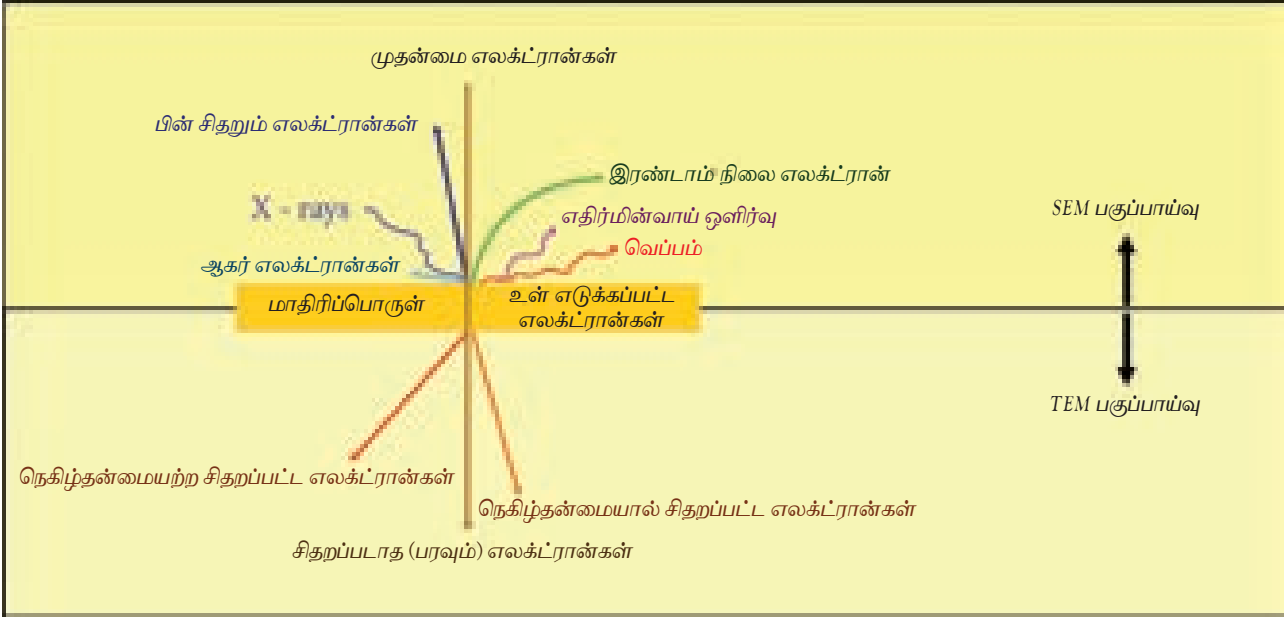 முதன்மை எலக்ட்ரான்கள்
பின் சிதறும் எலக்ட்ரான்கள்
இரண்டாம் நிலை எலக்ட்ரான்
X - rays
எதிர்மின்வாய் ஒளிர்வு
SEM பகுப்பாய்வு
வெப்பம்
ஆகர் எலக்ட்ரான்கள்
மாதிரிப்பொருள்
உள் எடுக்கப்பட்ட
எலக்ட்ரான்கள்
TEM பகுப்பாய்வு
நெகிழ்தன்மையற்ற சிதறப்பட்ட எலக்ட்ரான்கள்
நெகிழ்தன்மையால் சிதறப்பட்ட எலக்ட்ரான்கள்
சிதறப்படாத (பரவும்) எலக்ட்ரான்கள்